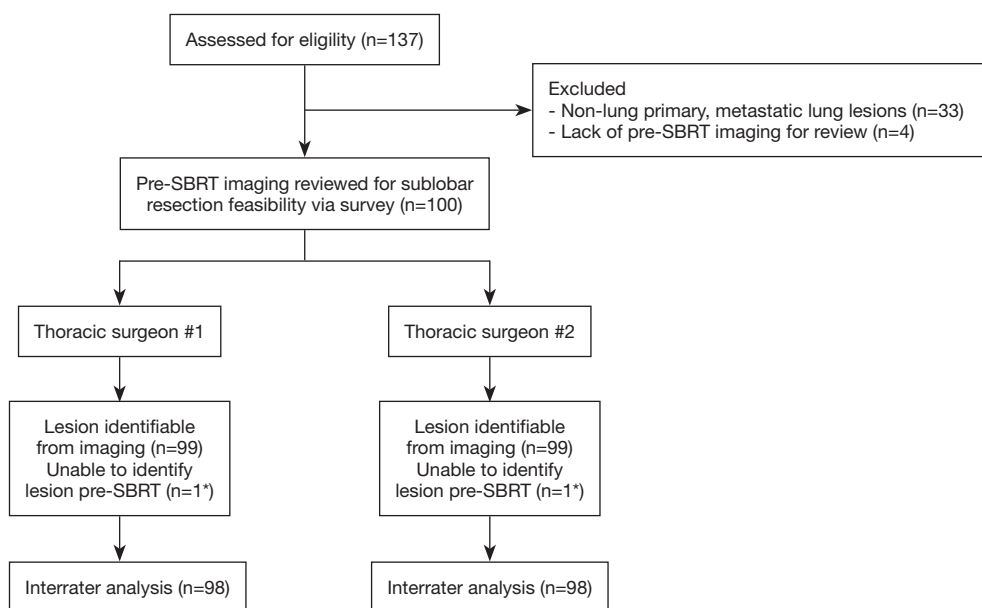 Assessed for eligility (n=137)
Excluded
- Non-lung primary, metastatic lung lesions (n=33)
- Lack of pre-SBRT imaging for review (n=4)
Pre-SBRT imaging reviewed for sublobar
resection feasibility via survey (n=100)
Thoracic surgeon #1
Thoracic surgeon #2
Lesion identifiable
from imaging (n=99)
Unable to identify
lesion pre-SBRT (n=1*)
Lesion identifiable
from imaging (n=99)
Unable to identify
lesion pre-SBRT (n=1*)
Interrater analysis (n=98)
Interrater analysis (n=98)